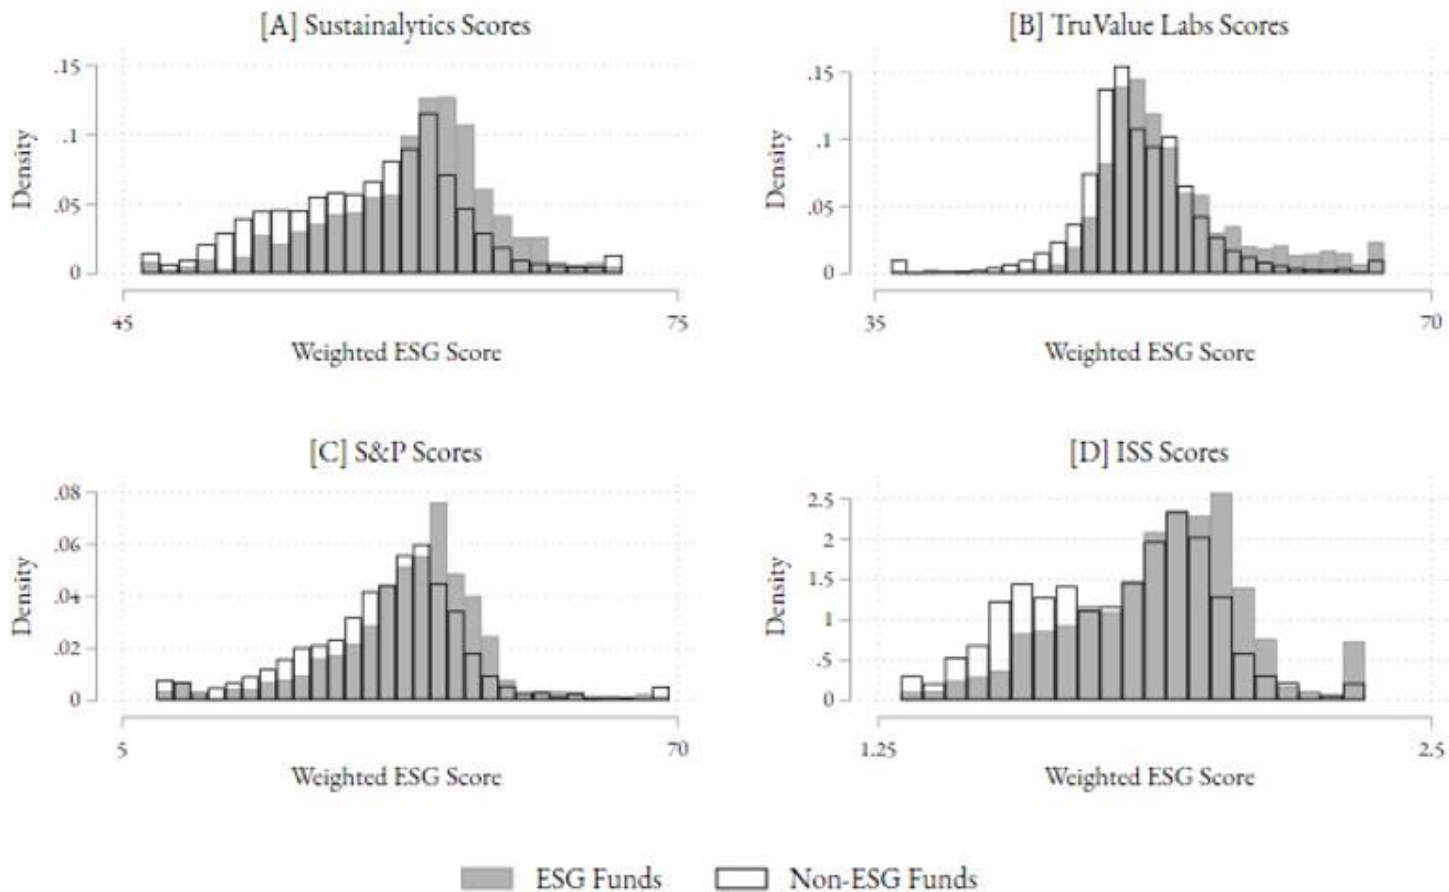 [A] Sustainalytics Scores
Density
.15
.1
.05
0
45
75
Weighted ESG Score
[B] TruValue Labs Scores
Density
.15
.1
.05
0
35
70
Weighted ESG Score
[C] S&P Scores
Density
.08
.06
.04
.02
0
5
70
Weighted ESG Score
[D] ISS Scores
Density
2.5
2
1.5
1
.5
0
1.25
2.5
Weighted ESG Score
ESG Funds
Non-ESG Funds